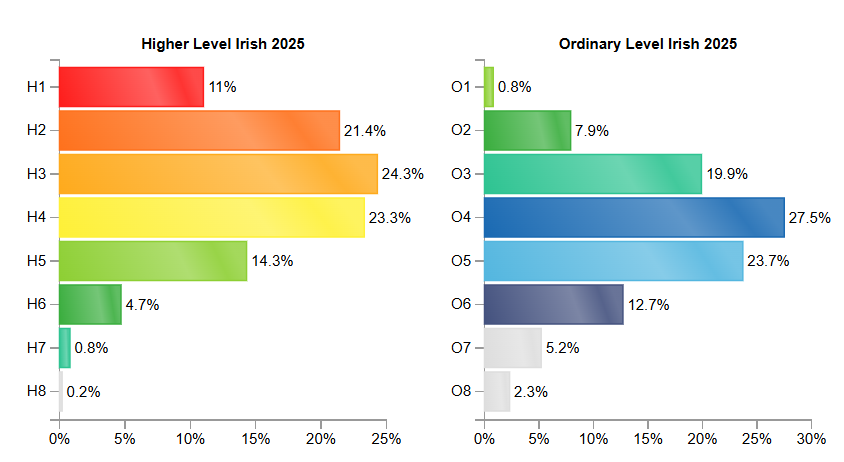 Higher Level Irish 2025
H1 11%
H2 21.4%
H3 24.3%
H4 23.3%
H5 14.3%
H6 4.7%
H7 0.8%
H8 0.2%
0% 5% 10% 15% 20% 25%
Ordinary Level Irish 2025
O1 0.8%
O2 7.9%
O3 19.9%
O4 27.5%
O5 23.7%
O6 12.7%
O7 5.2%
O8 2.3%
0% 5% 10% 15% 20% 25% 30%